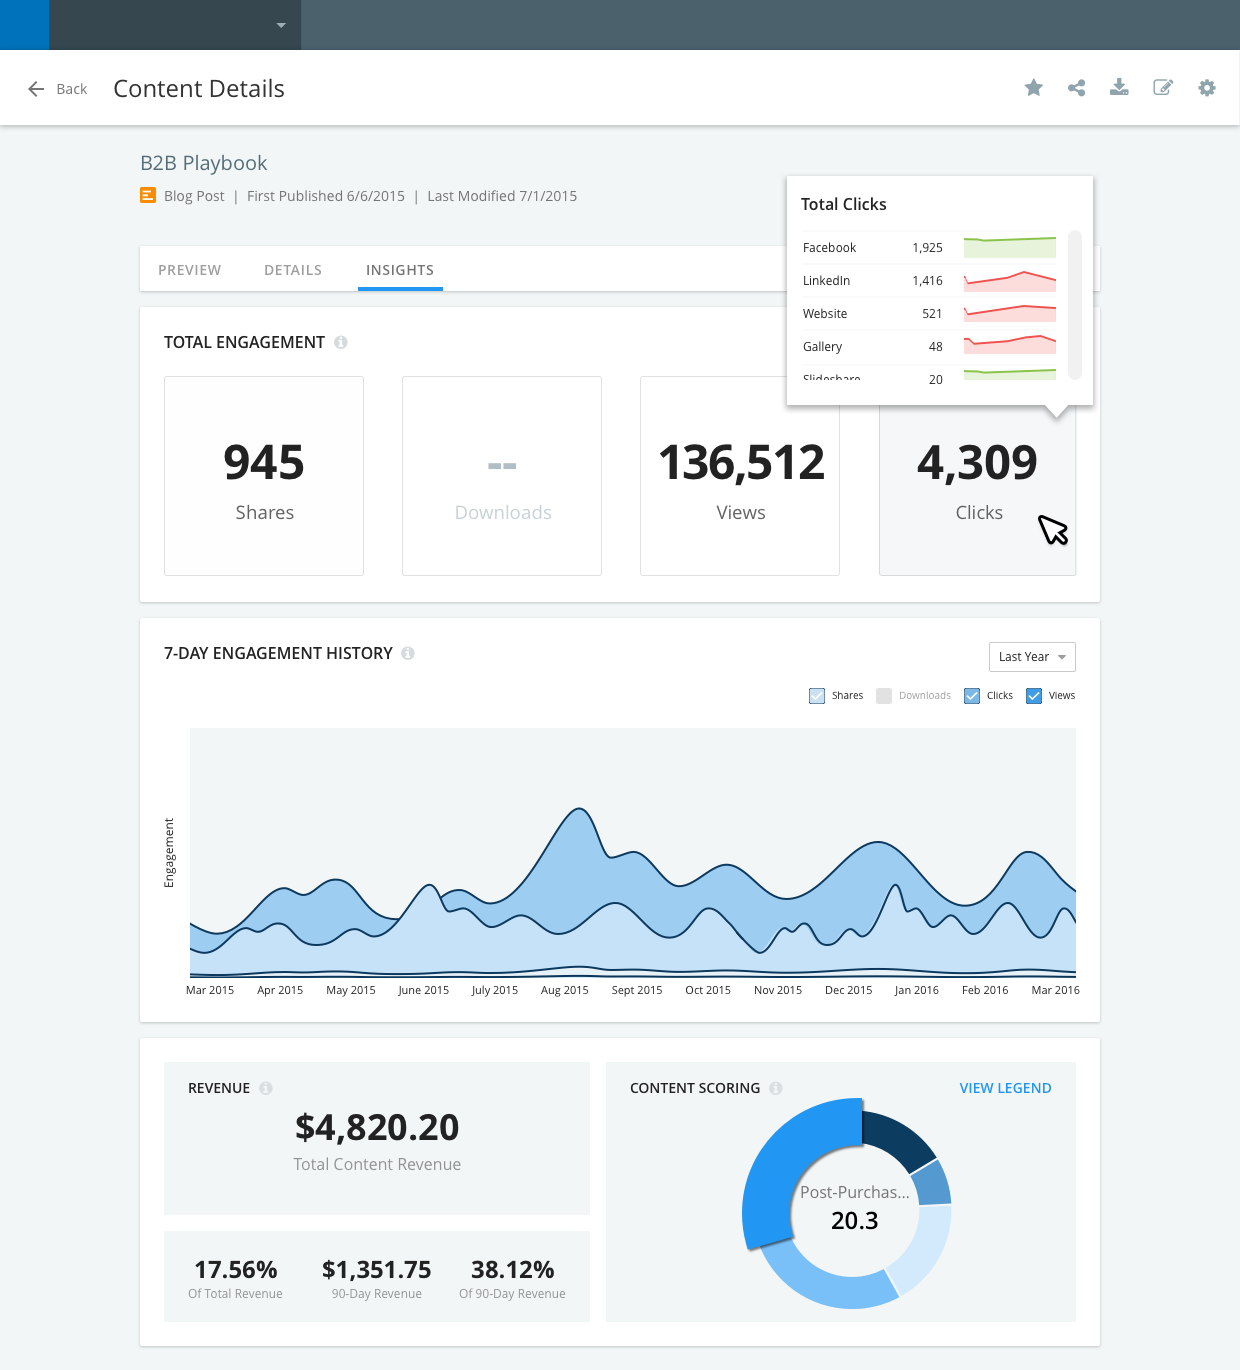 Back
Content Details
B2B Playbook
Blog Post | First Published 6/6/2015 | Last Modified 7/1/2015
PREVIEW DETAILS INSIGHTS
Total Clicks
Facebook 1,925
LinkedIn 1,416
Website 521
Gallery 48
Slideshare 20
TOTAL ENGAGEMENT
945
Shares
--
Downloads
136,512
Views
4,309
Clicks
7-DAY ENGAGEMENT HISTORY
Last Year
Shares Downloads Clicks Views
Engagement
Mar 2015 Apr 2015 May 2015 June 2015 July 2015 Aug 2015 Sept 2015 Oct 2015 Nov 2015 Dec 2015 Jan 2016 Feb 2016 Mar 2016
REVENUE
$4,820.20
Total Content Revenue
17.56% $1,351.75 38.12%
Of Total Revenue 90-Day Revenue Of 90-Day Revenue
CONTENT SCORING VIEW LEGEND
Post-Purchas...
20.3